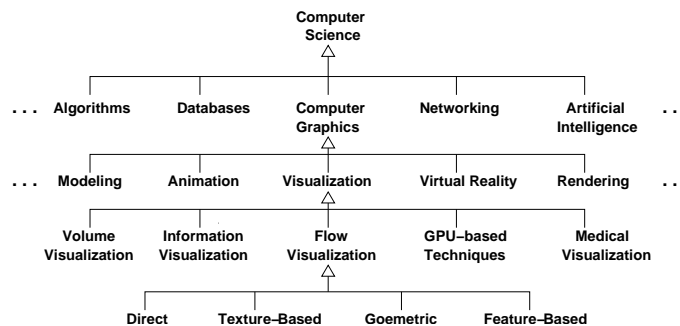 Computer
Science
. . . Algorithms Databases Computer Networking Artificial . .
Graphics Intelligence
. . . Modeling Animation Visualization Virtual Reality Rendering . .
Volume Information Flow GPU–based Medical
Visualization Visualization Visualization Techniques Visualization
Direct Texture–Based Goemetric Feature–Based